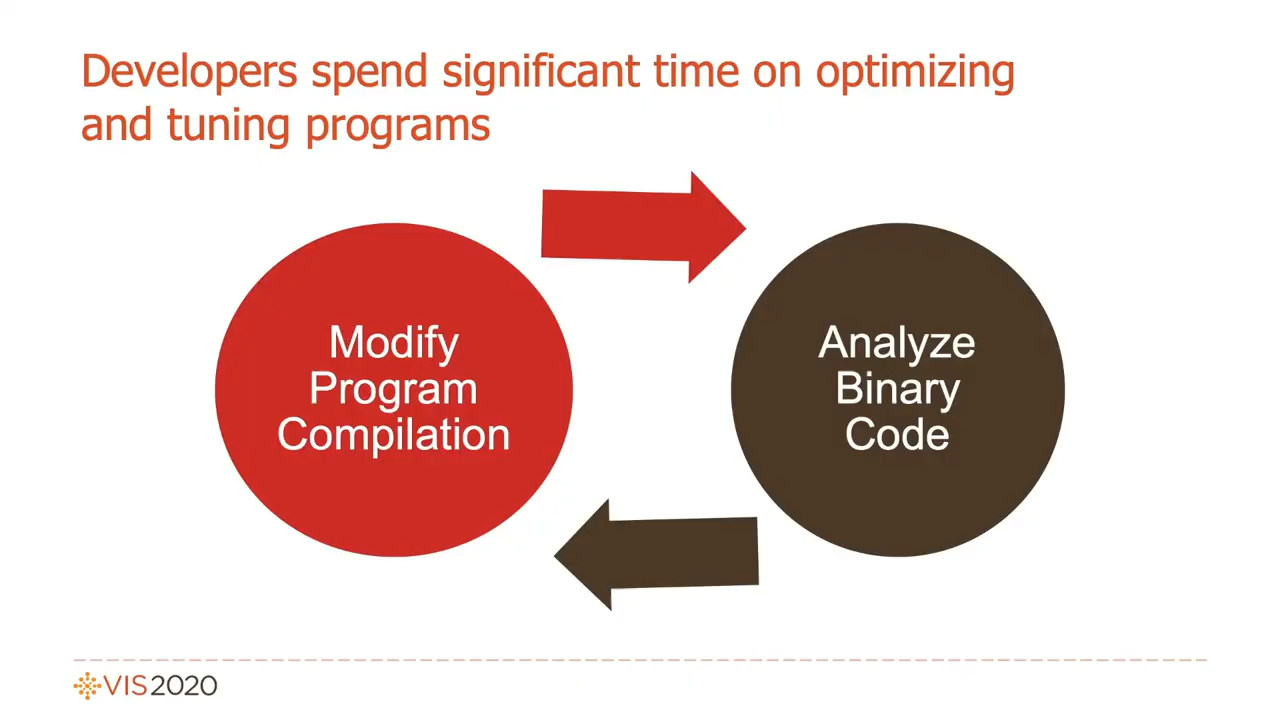 Developers spend significant time on optimizing
and tuning programs
Modify
Program
Compilation
Analyze
Binary
Code
VIS2020